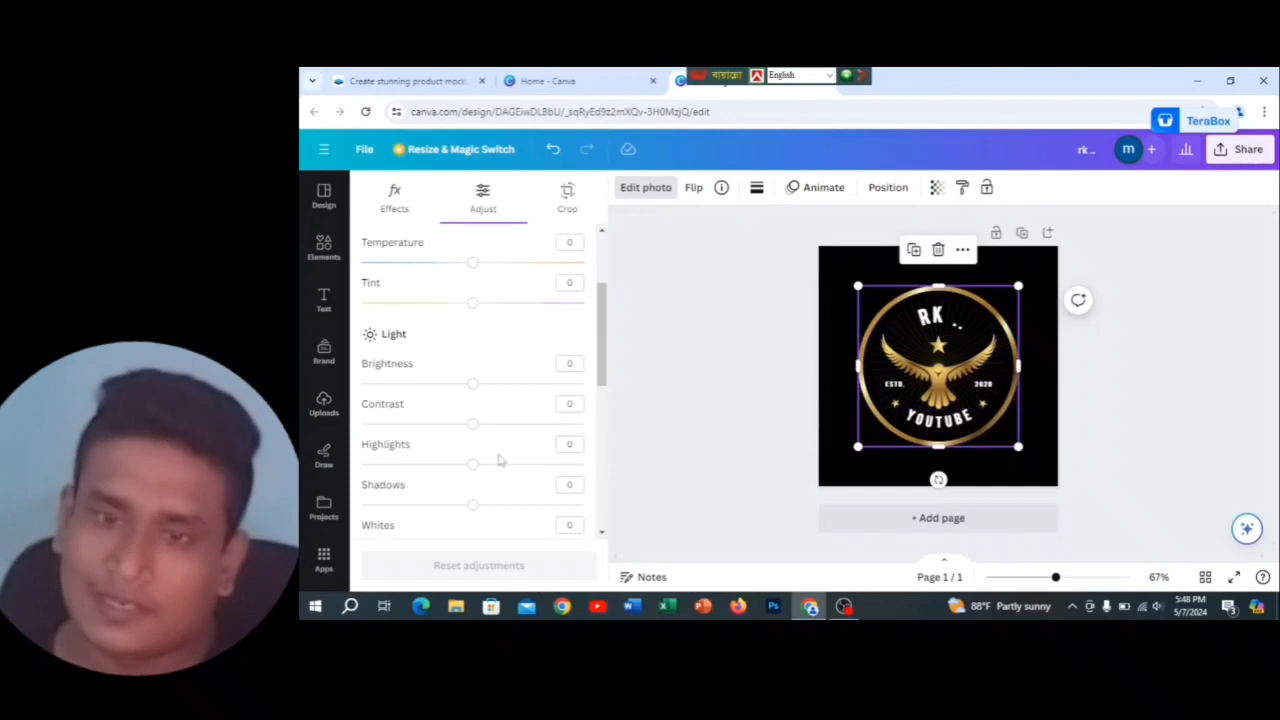 Create stunning product mock
Home - Canva
বায়ান্নো
English
canva.com/design/DAGEiwDLBbU/_sqRyEd9z2mXQv-3H0MzjQ/edit
TeraBox
File
Resize & Magic Switch
rk_
m
Share
Design
Elements
Text
Brand
Uploads
Draw
Projects
Apps
Effects
Adjust
Crop
Edit photo
Flip
Animate
Position
Temperature 0
Tint 0
Light
Brightness 0
Contrast 0
Highlights 0
Shadows 0
Whites 0
Reset adjustments
RK ..
ESTD. 2020
YOUTUBE
+ Add page
Notes
Page 1 / 1
67%
88°F Partly sunny
5:48 PM
5/7/2024